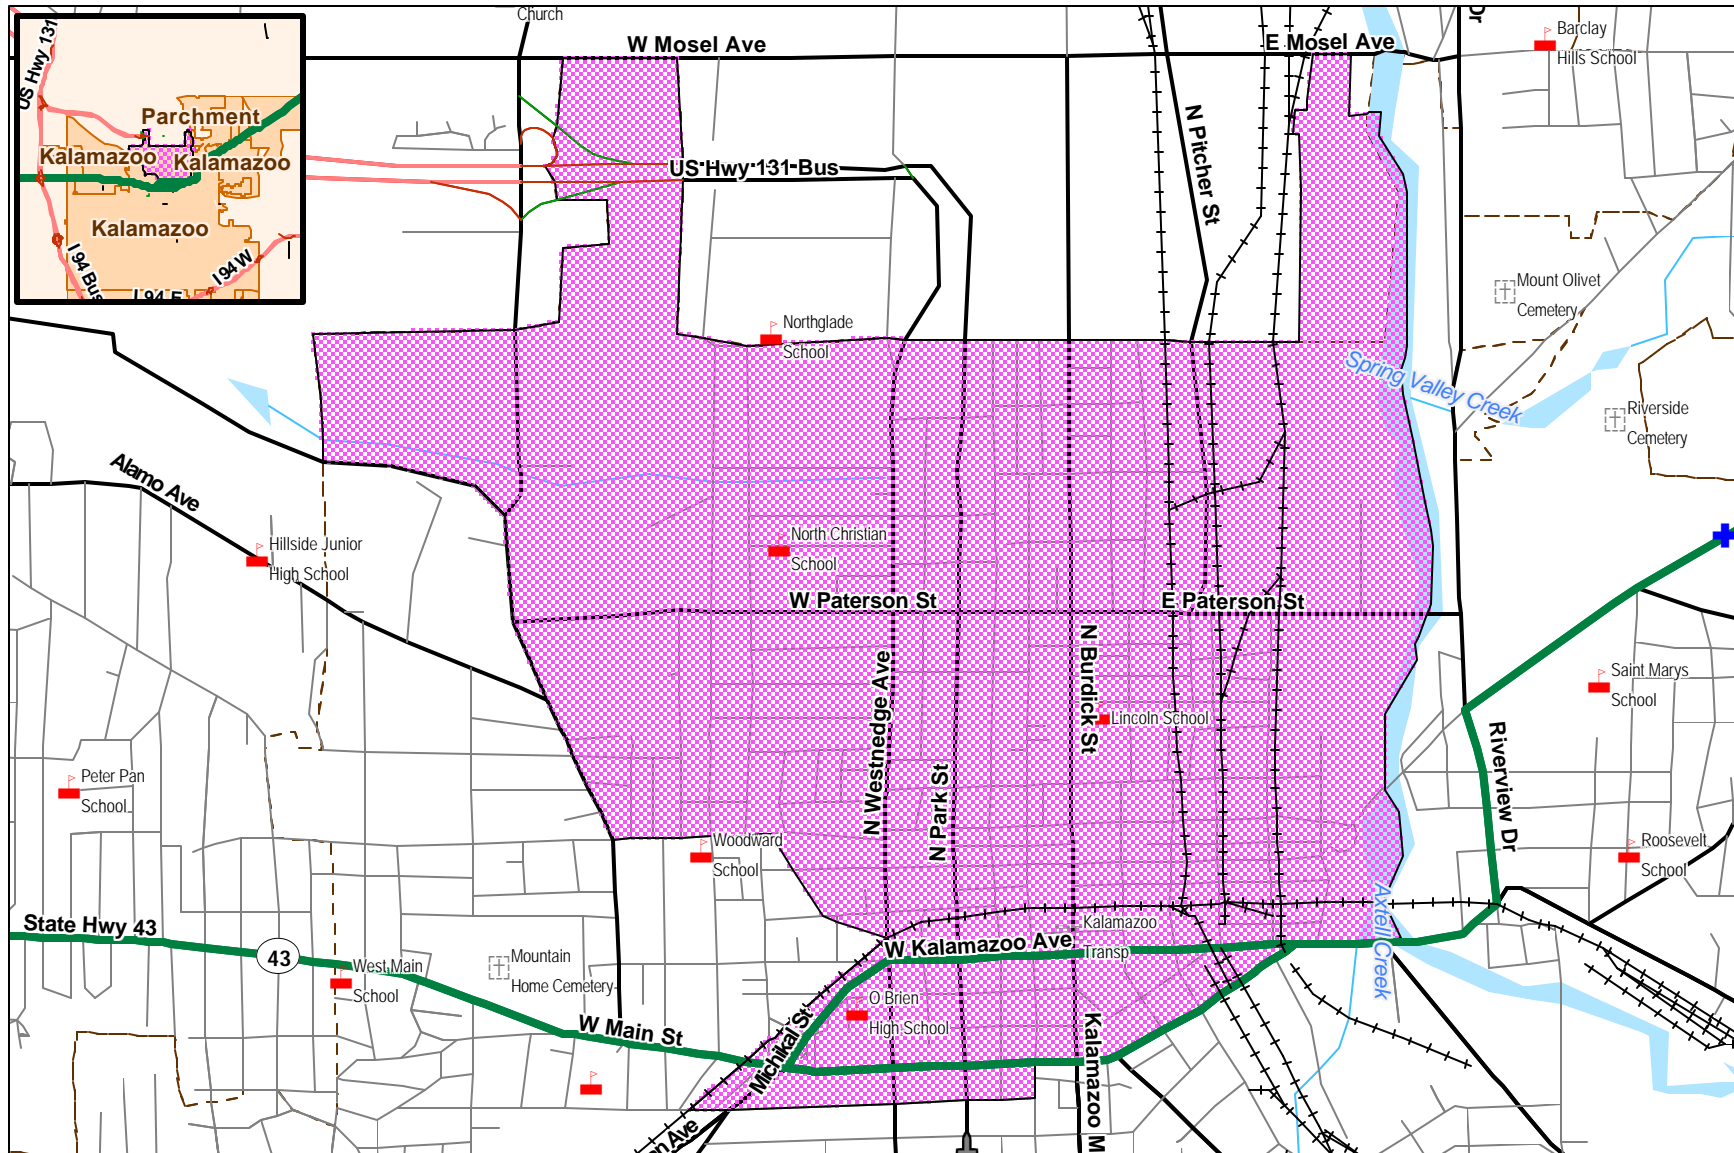 Church
W Mosel Ave
E Mosel Ave
Dr
Barclay
Hills School
US Hwy 131
Parchment
Kalamazoo
Kalamazoo
Kalamazoo
I 94 Bus
I 94 W
I 94 E
US Hwy 131 Bus
N Pitcher St
Mount Olivet
Cemetery
Northglade
School
Spring Valley Creek
Riverside
Cemetery
Alamo Ave
Hillside Junior
High School
North Christian
School
W Paterson St
E Paterson St
N Westnedge Ave
N Park St
N Burdick St
Lincoln School
Saint Marys
School
Riverview Dr
Peter Pan
School
Woodward
School
Roosevelt
School
State Hwy 43
43
West Main
School
Mountain
Home Cemetery
Kalamazoo
Transp
W Kalamazoo Ave
Axtell Creek
O Brien
High School
W Main St
Michikal St
Kalamazoo M
n Ave